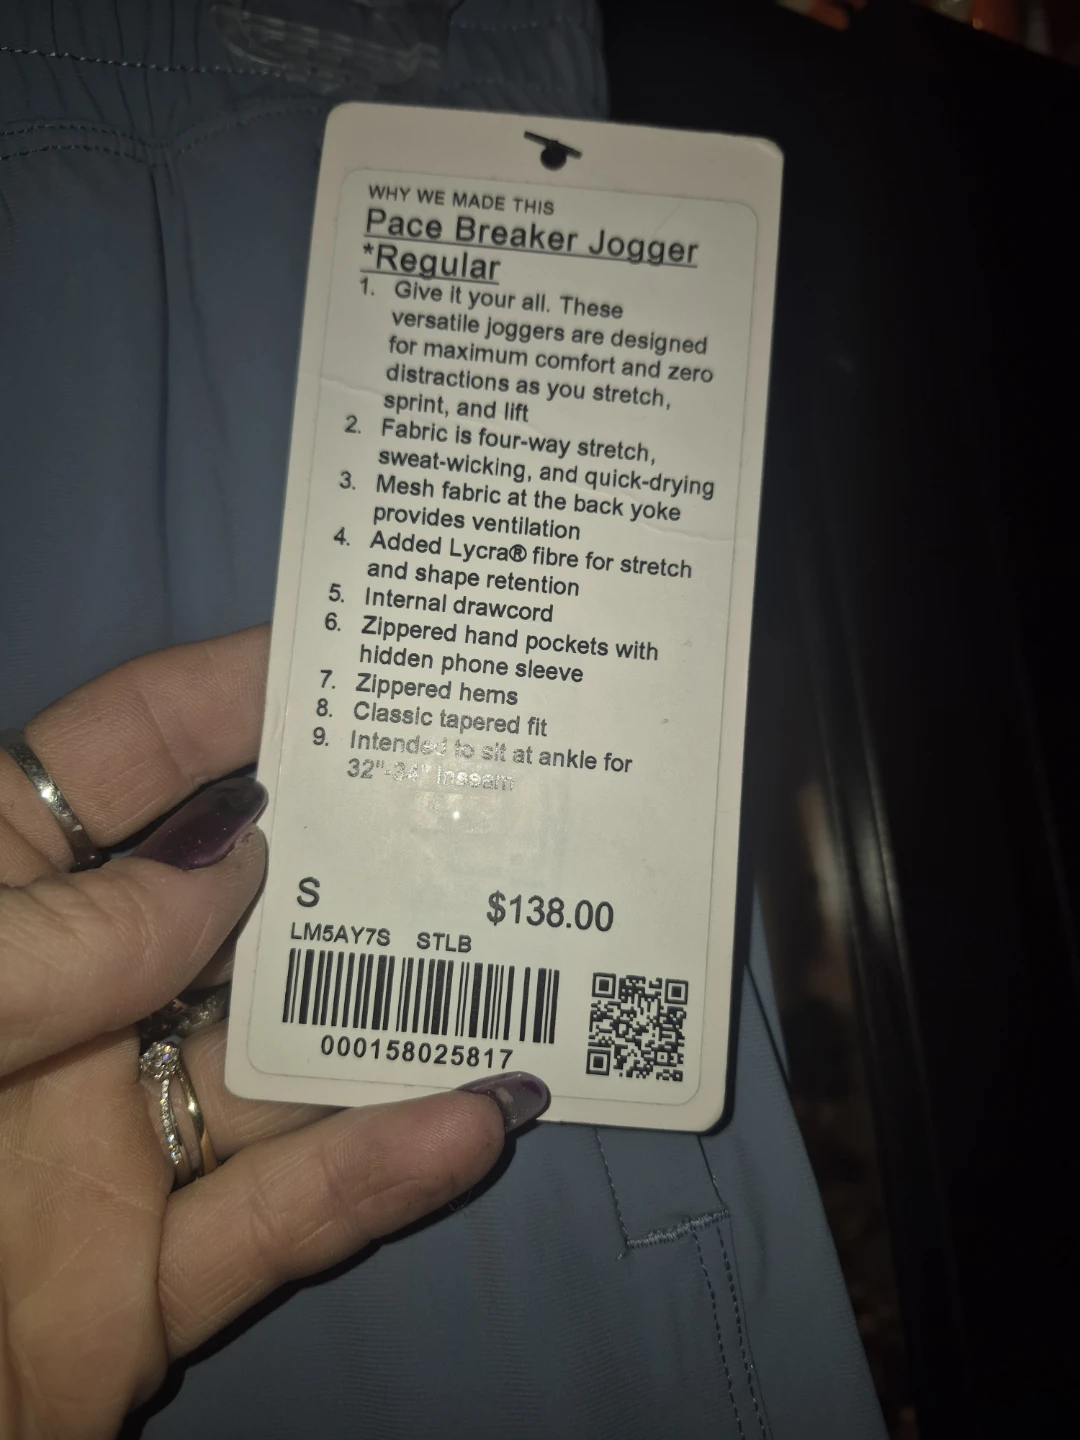 WHY WE MADE THIS
Pace Breaker Jogger
*Regular
1. Give it your all. These
versatile joggers are designed
for maximum comfort and zero
distractions as you stretch,
sprint, and lift
2. Fabric is four-way stretch,
sweat-wicking, and quick-drying
3. Mesh fabric at the back yoke
provides ventilation
4. Added Lycra® fibre for stretch
and shape retention
5. Internal drawcord
6. Zippered hand pockets with
hidden phone sleeve
7. Zippered hems
8. Classic tapered fit
9. Intended to sit at ankle for
32"-34" inseam
S $138.00
LM5AY7S STLB
000158025817